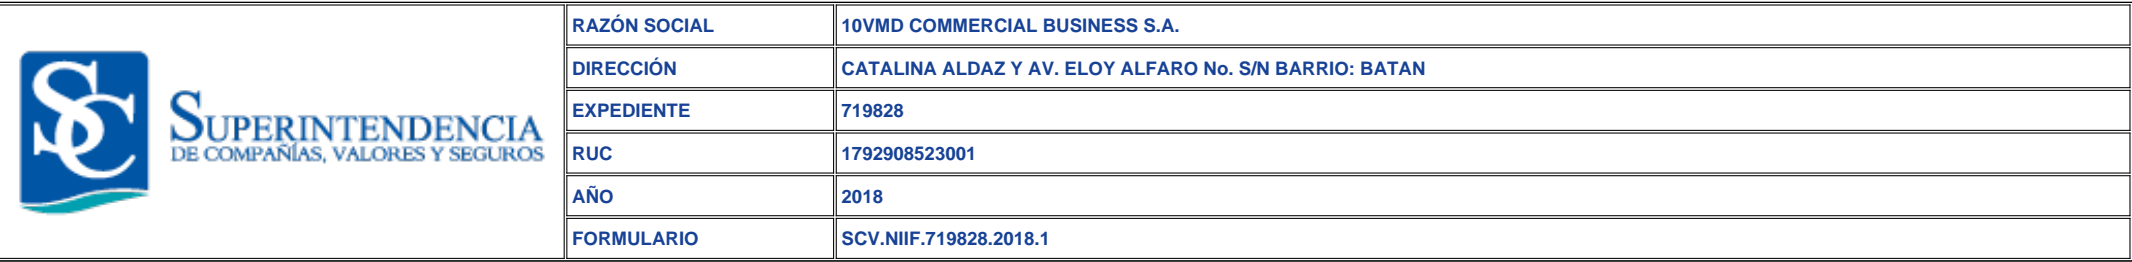 SC
SUPERINTENDENCIA
DE COMPAÑÍAS, VALORES Y SEGUROS
RAZÓN SOCIAL 10VMD COMMERCIAL BUSINESS S.A.
DIRECCIÓN CATALINA ALDAZ Y AV. ELOY ALFARO No. S/N BARRIO: BATAN
EXPEDIENTE 719828
RUC 1792908523001
AÑO 2018
FORMULARIO SCV.NIIF.719828.2018.1